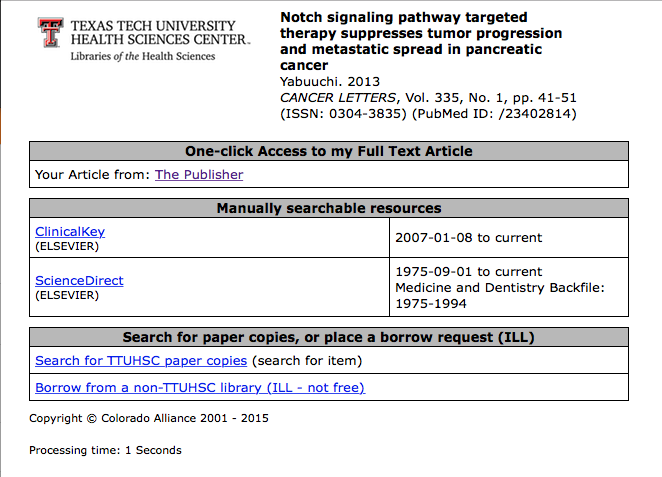 TEXAS TECH UNIVERSITY
HEALTH SCIENCES CENTER™
Libraries of the Health Sciences
Notch signaling pathway targeted
therapy suppresses tumor progression
and metastatic spread in pancreatic
cancer
Yabuuchi. 2013
CANCER LETTERS, Vol. 335, No. 1, pp. 41-51
(ISSN: 0304-3835) (PubMed ID: /23402814)
One-click Access to my Full Text Article
Your Article from: The Publisher
Manually searchable resources
ClinicalKey
(ELSEVIER)
2007-01-08 to current
ScienceDirect
(ELSEVIER)
1975-09-01 to current
Medicine and Dentistry Backfile:
1975-1994
Search for paper copies, or place a borrow request (ILL)
Search for TTUHSC paper copies (search for item)
Borrow from a non-TTUHSC library (ILL - not free)
Copyright © Colorado Alliance 2001 - 2015
Processing time: 1 Seconds